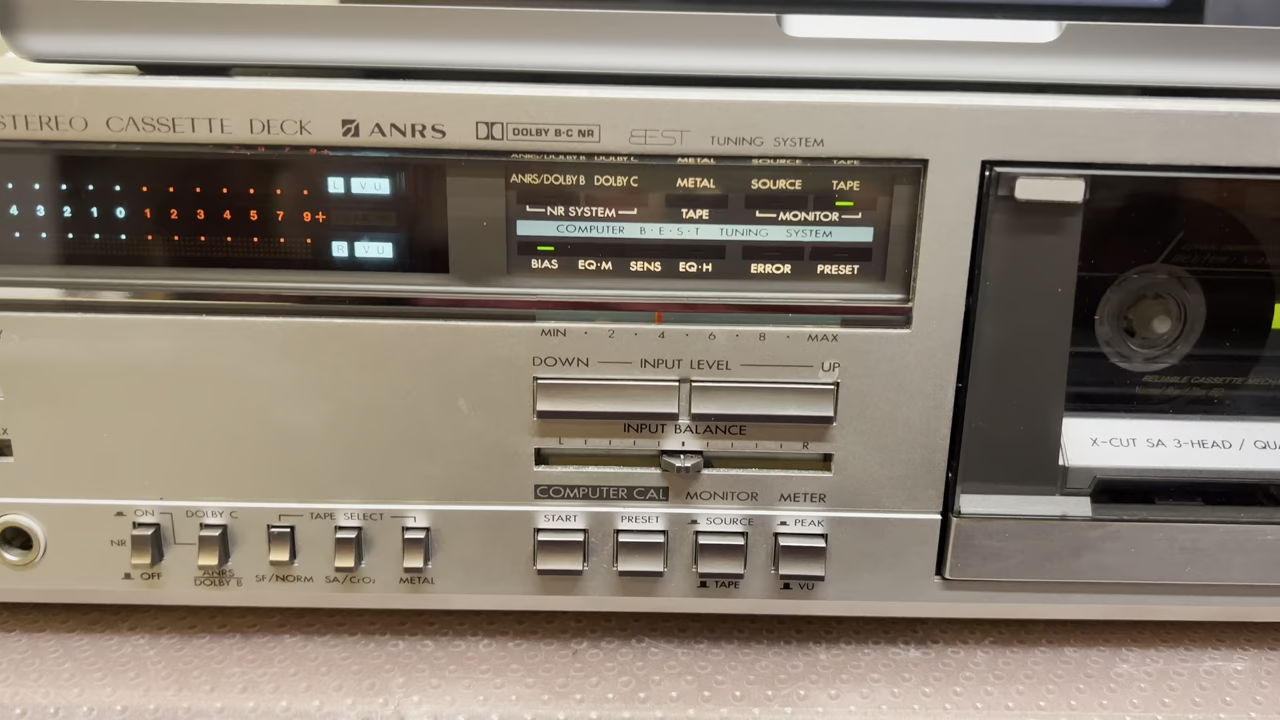 STEREO CASSETTE DECK ANRS DOLBY B·C NR BEST TUNING SYSTEM
4 3 2 1 0 1 2 3 4 5 7 9+
L VU
R VU
ANRS/DOLBY B DOLBY C METAL SOURCE TAPE
NR SYSTEM TAPE MONITOR
COMPUTER B·E·S·T TUNING SYSTEM
BIAS EQ·M SENS EQ·H ERROR PRESET
MIN · 2 · 4 · 6 · 8 · MAX
DOWN INPUT LEVEL UP
INPUT BALANCE
L R
COMPUTER CAL MONITOR METER
START PRESET SOURCE PEAK
TAPE VU
ON DOLBY C TAPE SELECT
NR
OFF ANRS DOLBY B SF/NORM SA/CrO₂ METAL
RELIABLE CASSETTE MECH
X-CUT SA 3-HEAD / QUA